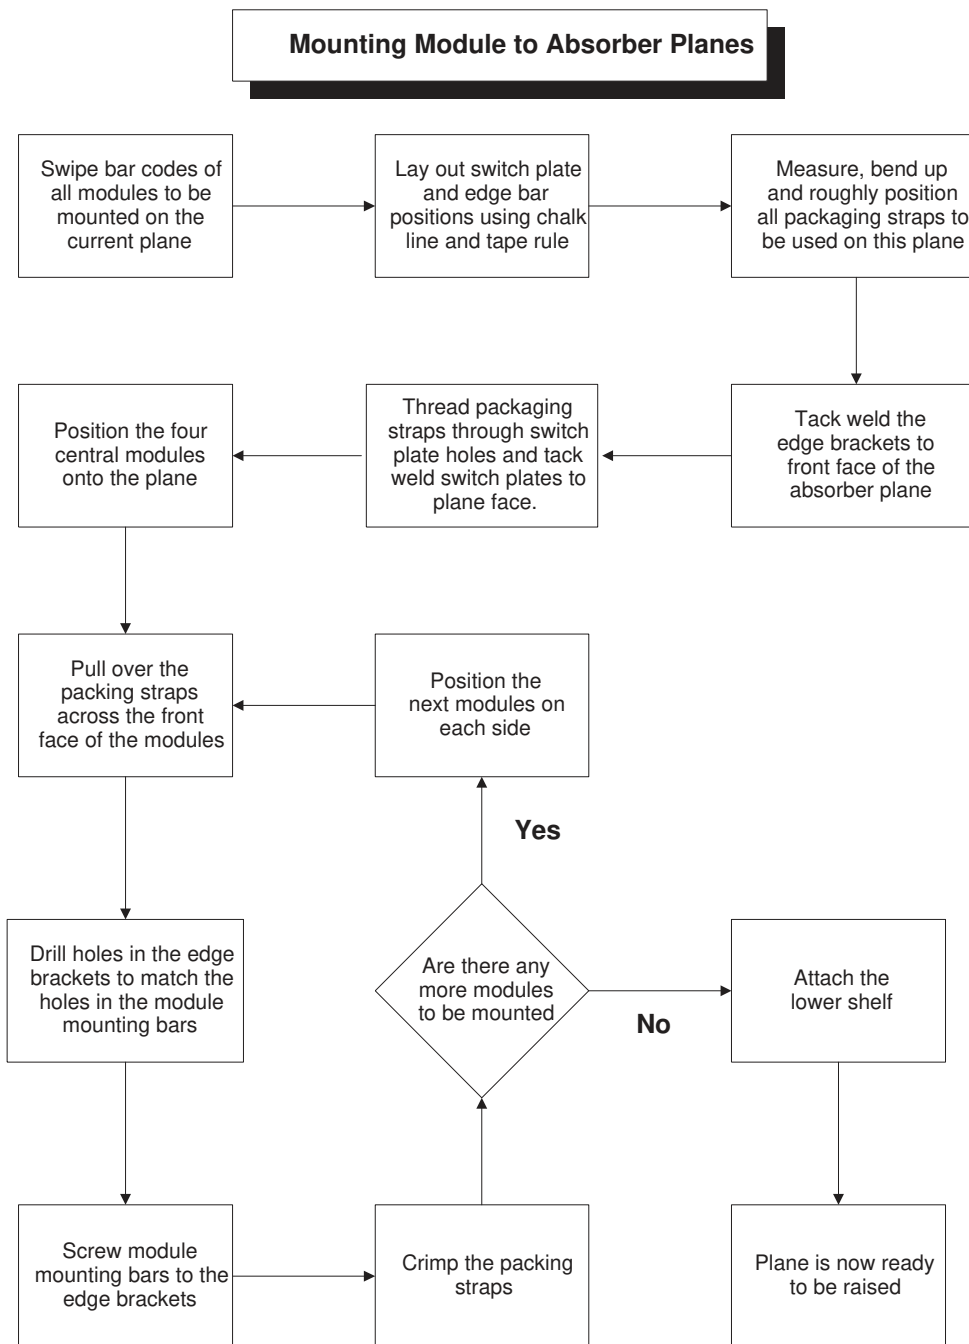 Mounting Module to Absorber Planes
Swipe bar codes of
all modules to be
mounted on the
current plane
Lay out switch plate
and edge bar
positions using chalk
line and tape rule
Measure, bend up
and roughly position
all packaging straps to
be used on this plane
Tack weld the
edge brackets to
front face of the
absorber plane
Thread packaging
straps through switch
plate holes and tack
weld switch plates to
plane face.
Position the four
central modules
onto the plane
Pull over the
packing straps
across the front
face of the modules
Position the
next modules on
each side
Yes
Drill holes in the edge
brackets to match the
holes in the module
mounting bars
Are there any
more modules
to be mounted
No
Attach the
lower shelf
Screw module
mounting bars to the
edge brackets
Crimp the packing
straps
Plane is now ready
to be raised